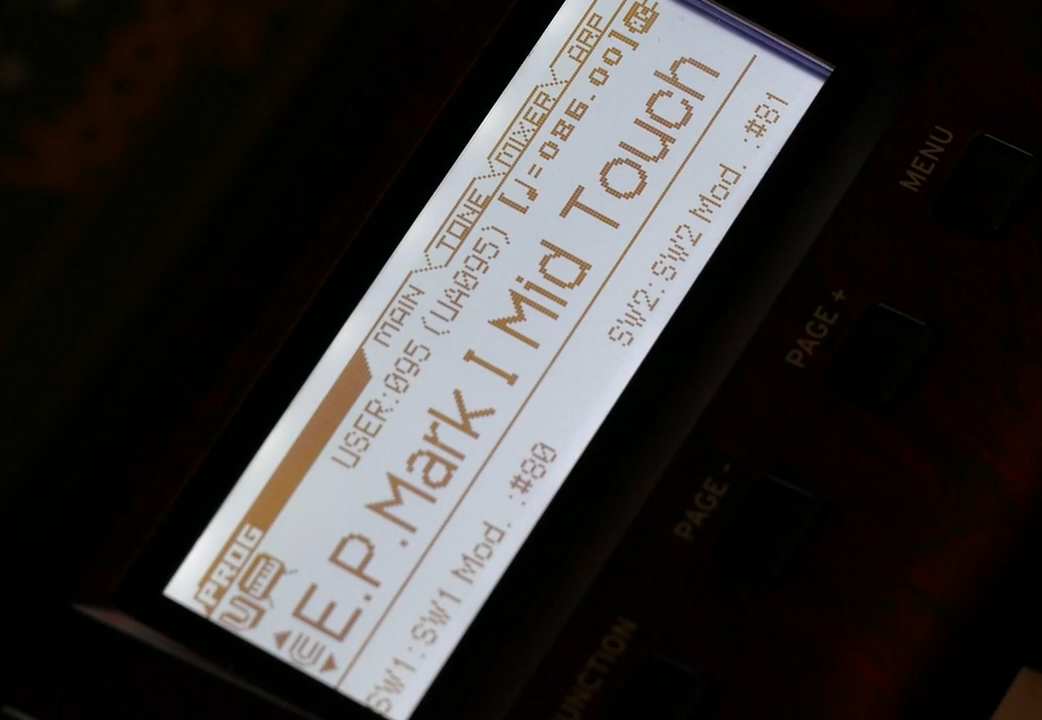 PROG MAIN TONE MIXER ARP
U USER:095 (UA095) ♩=086.00
E.P.Mark I Mid Touch
SW1:SW1 Mod. :#80 SW2:SW2 Mod. :#81
MENU
PAGE +
PAGE -
UNCTION